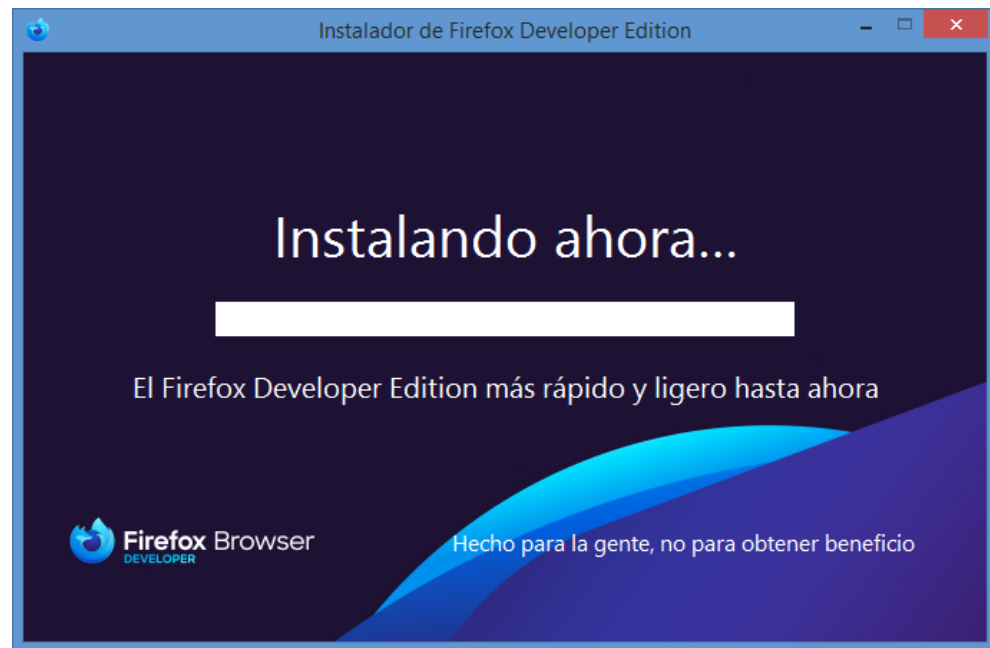 Instalador de Firefox Developer Edition
Instalando ahora...
El Firefox Developer Edition más rápido y ligero hasta ahora
Firefox Browser
DEVELOPER
Hecho para la gente, no para obtener beneficio